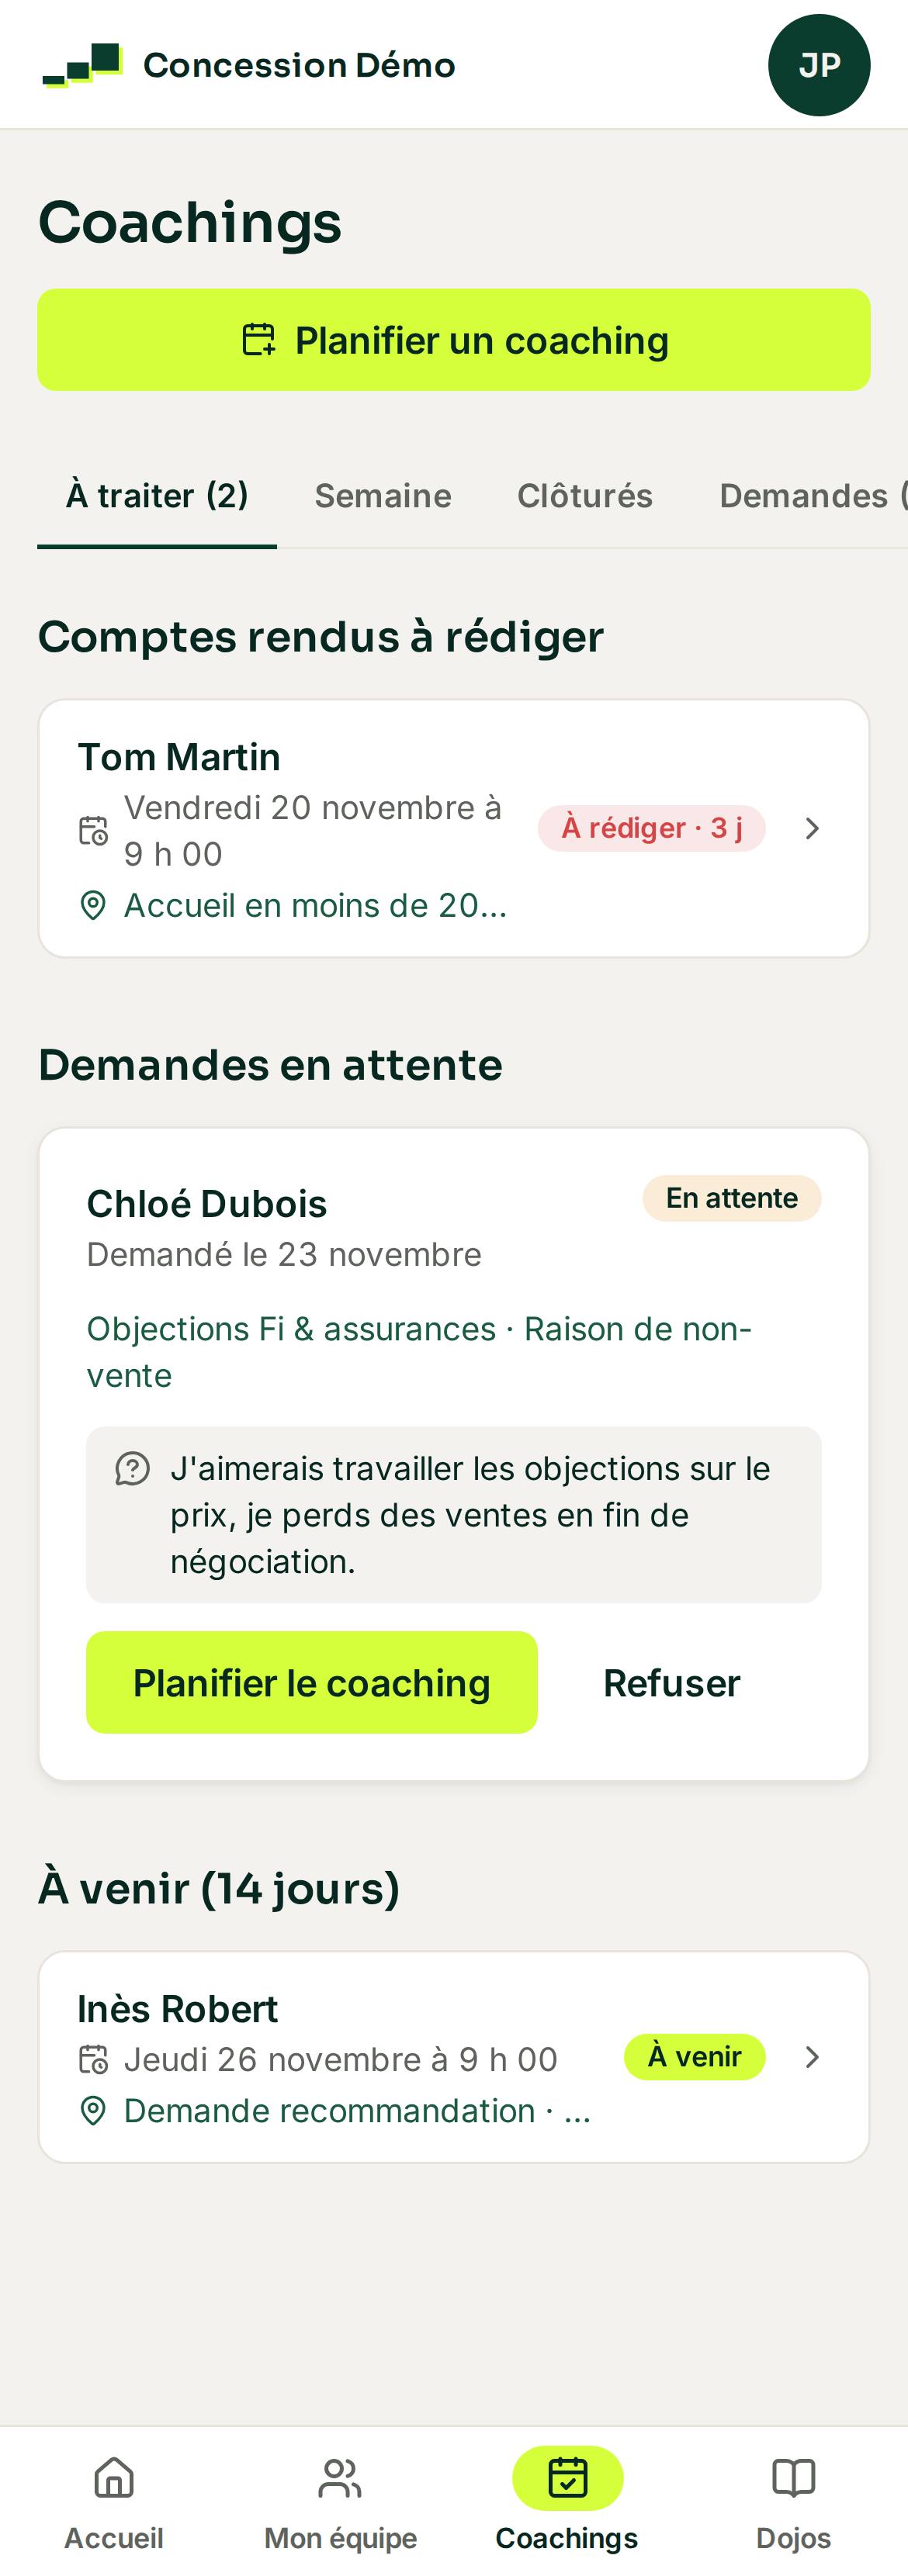 Concession Démo
JP
Coachings
Planifier un coaching
À traiter (2)
Semaine
Clôturés
Demandes (
Comptes rendus à rédiger
Tom Martin
Vendredi 20 novembre à
9 h 00
À rédiger · 3 j
Accueil en moins de 20...
Demandes en attente
Chloé Dubois
En attente
Demandé le 23 novembre
Objections Fi & assurances · Raison de non-
vente
J'aimerais travailler les objections sur le
prix, je perds des ventes en fin de
négociation.
Planifier le coaching
Refuser
À venir (14 jours)
Inès Robert
Jeudi 26 novembre à 9 h 00
À venir
Demande recommandation · ...
Accueil
Mon équipe
Coachings
Dojos